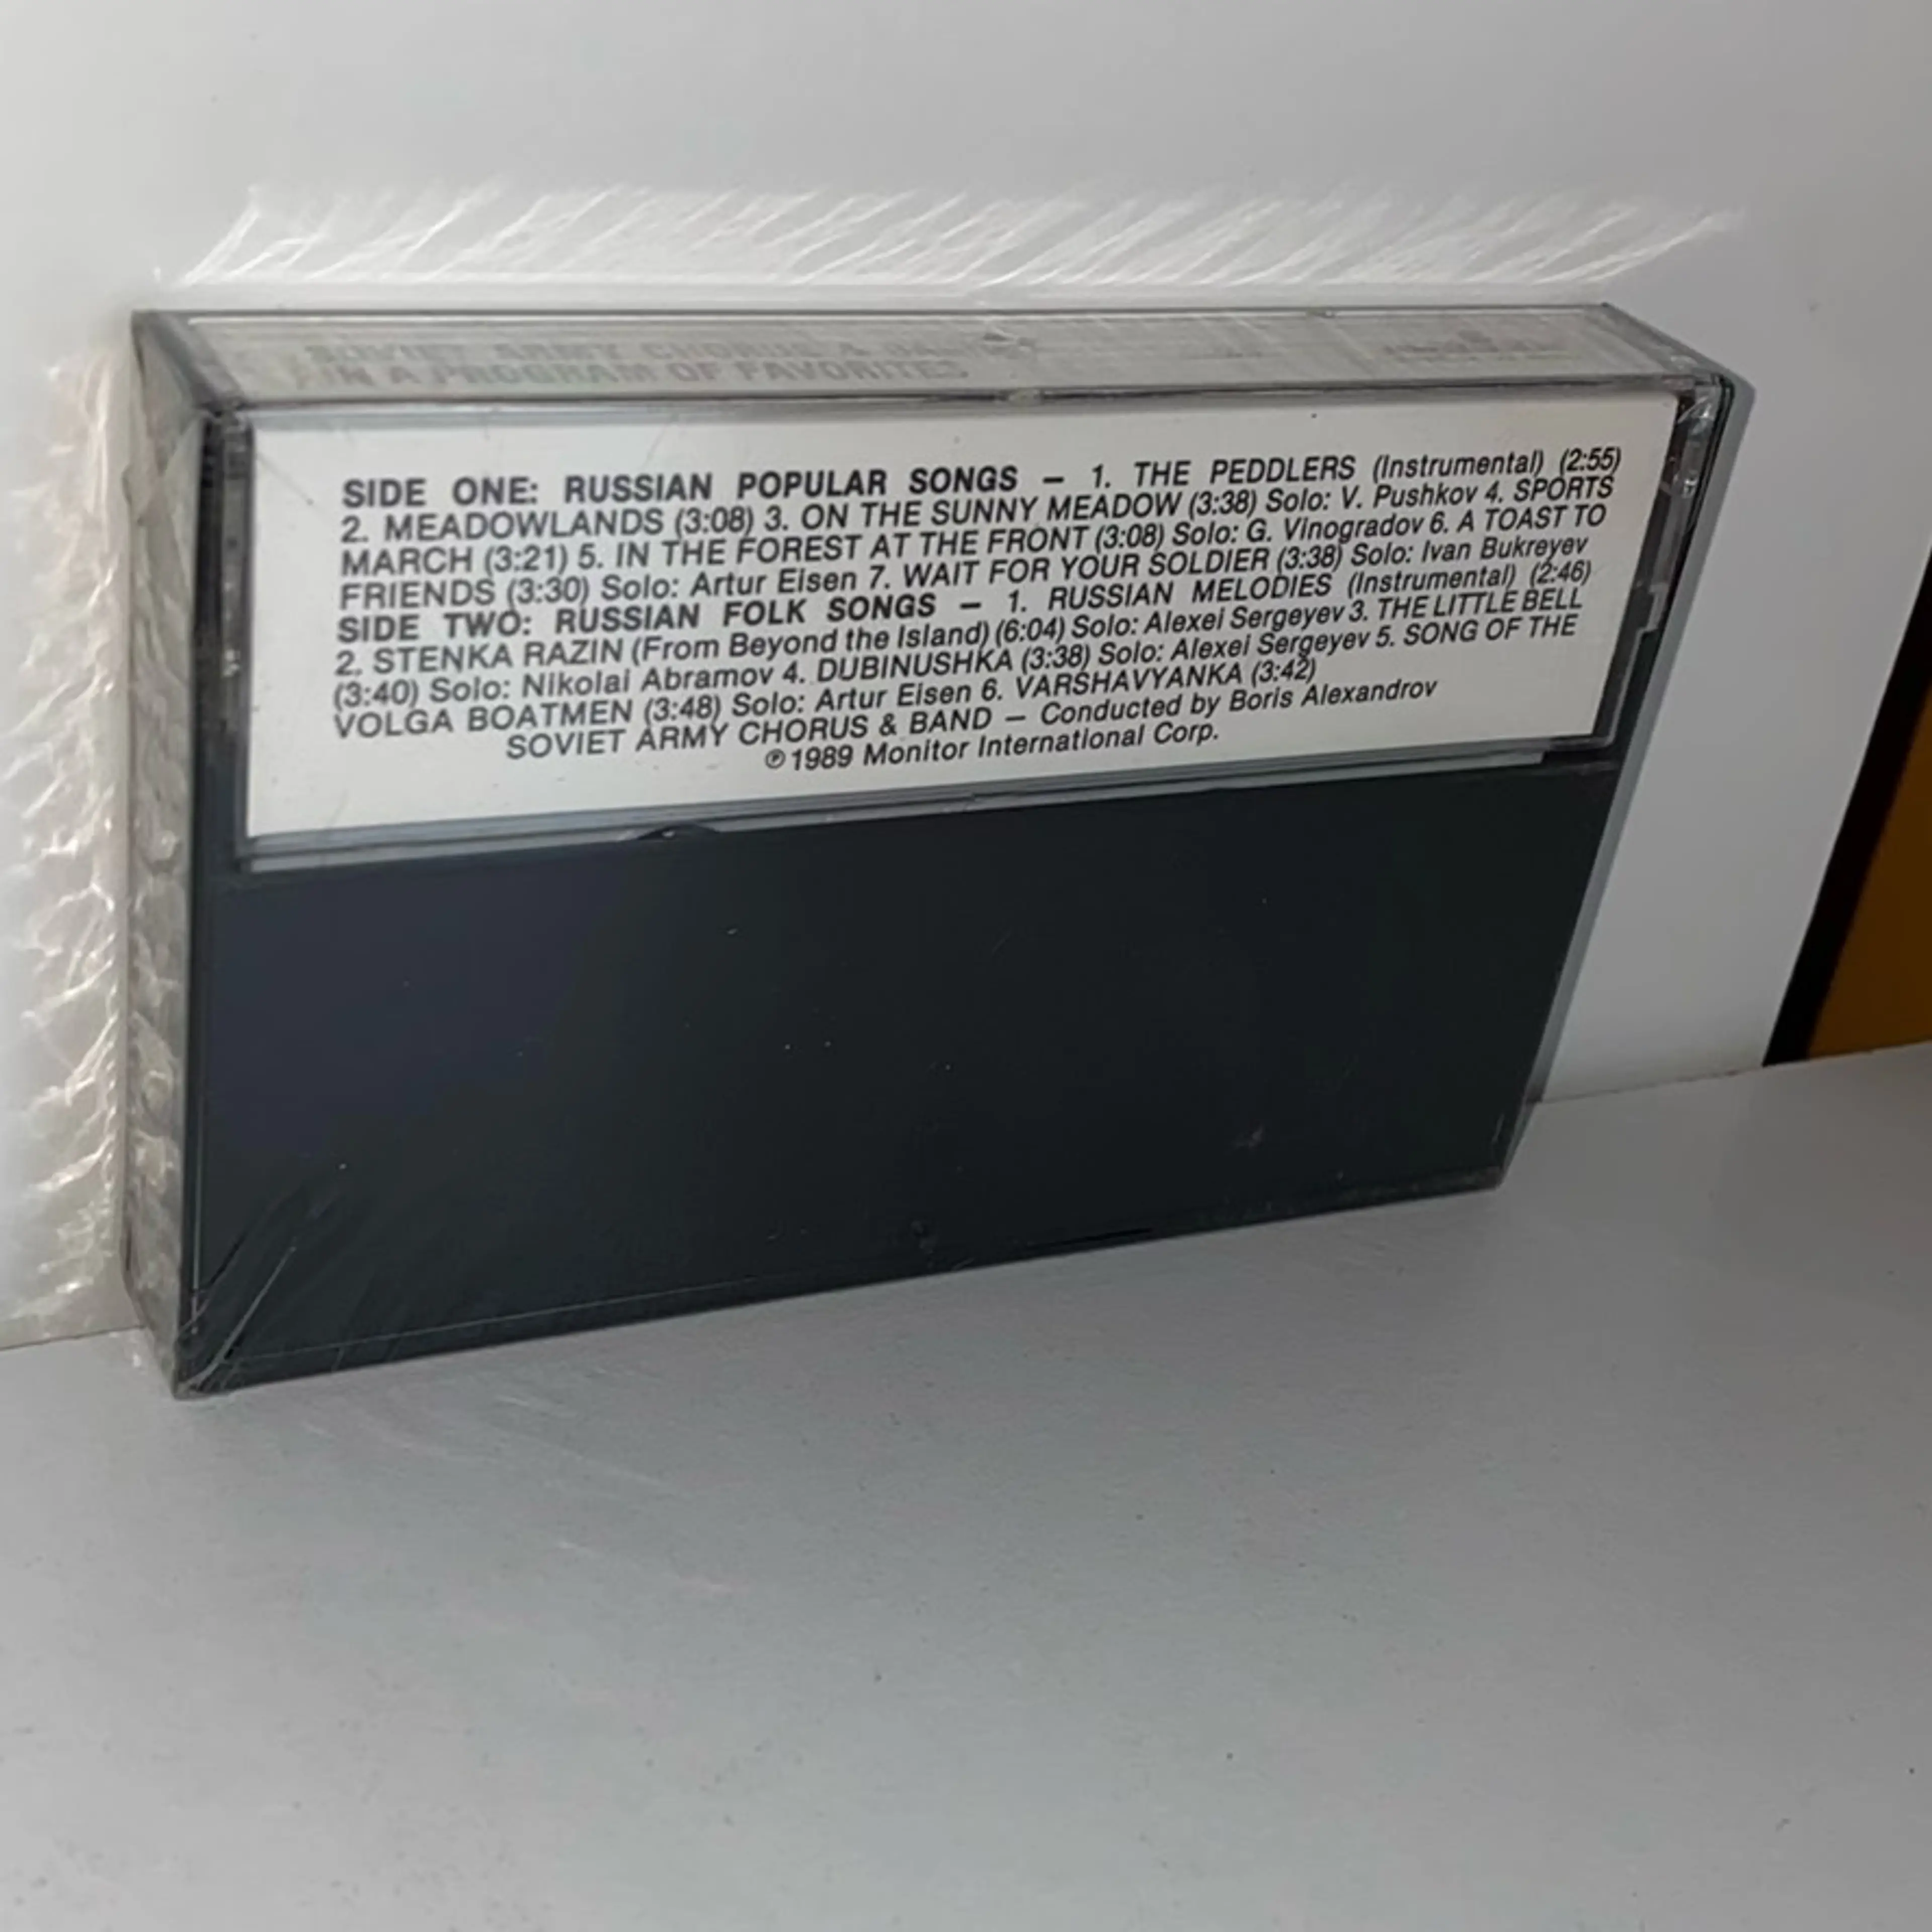 SOVIET ARMY CHORUS &
IN A PROGRAM OF FAVORITES
SIDE ONE: RUSSIAN POPULAR SONGS – 1. THE PEDDLERS (Instrumental) (2:55)
2. MEADOWLANDS (3:08) 3. ON THE SUNNY MEADOW (3:38) Solo: V. Pushkov 4. SPORTS
MARCH (3:21) 5. IN THE FOREST AT THE FRONT (3:08) Solo: G. Vinogradov 6. A TOAST TO
FRIENDS (3:30) Solo: Artur Eisen 7. WAIT FOR YOUR SOLDIER (3:38) Solo: Ivan Bukreyev
SIDE TWO: RUSSIAN FOLK SONGS – 1. RUSSIAN MELODIES (Instrumental) (2:46)
2. STENKA RAZIN (From Beyond the Island) (6:04) Solo: Alexei Sergeyev 3. THE LITTLE BELL
(3:40) Solo: Nikolai Abramov 4. DUBINUSHKA (3:38) Solo: Alexei Sergeyev 5. SONG OF THE
VOLGA BOATMEN (3:48) Solo: Artur Eisen 6. VARSHAVYANKA (3:42)
SOVIET ARMY CHORUS & BAND – Conducted by Boris Alexandrov
℗1989 Monitor International Corp.